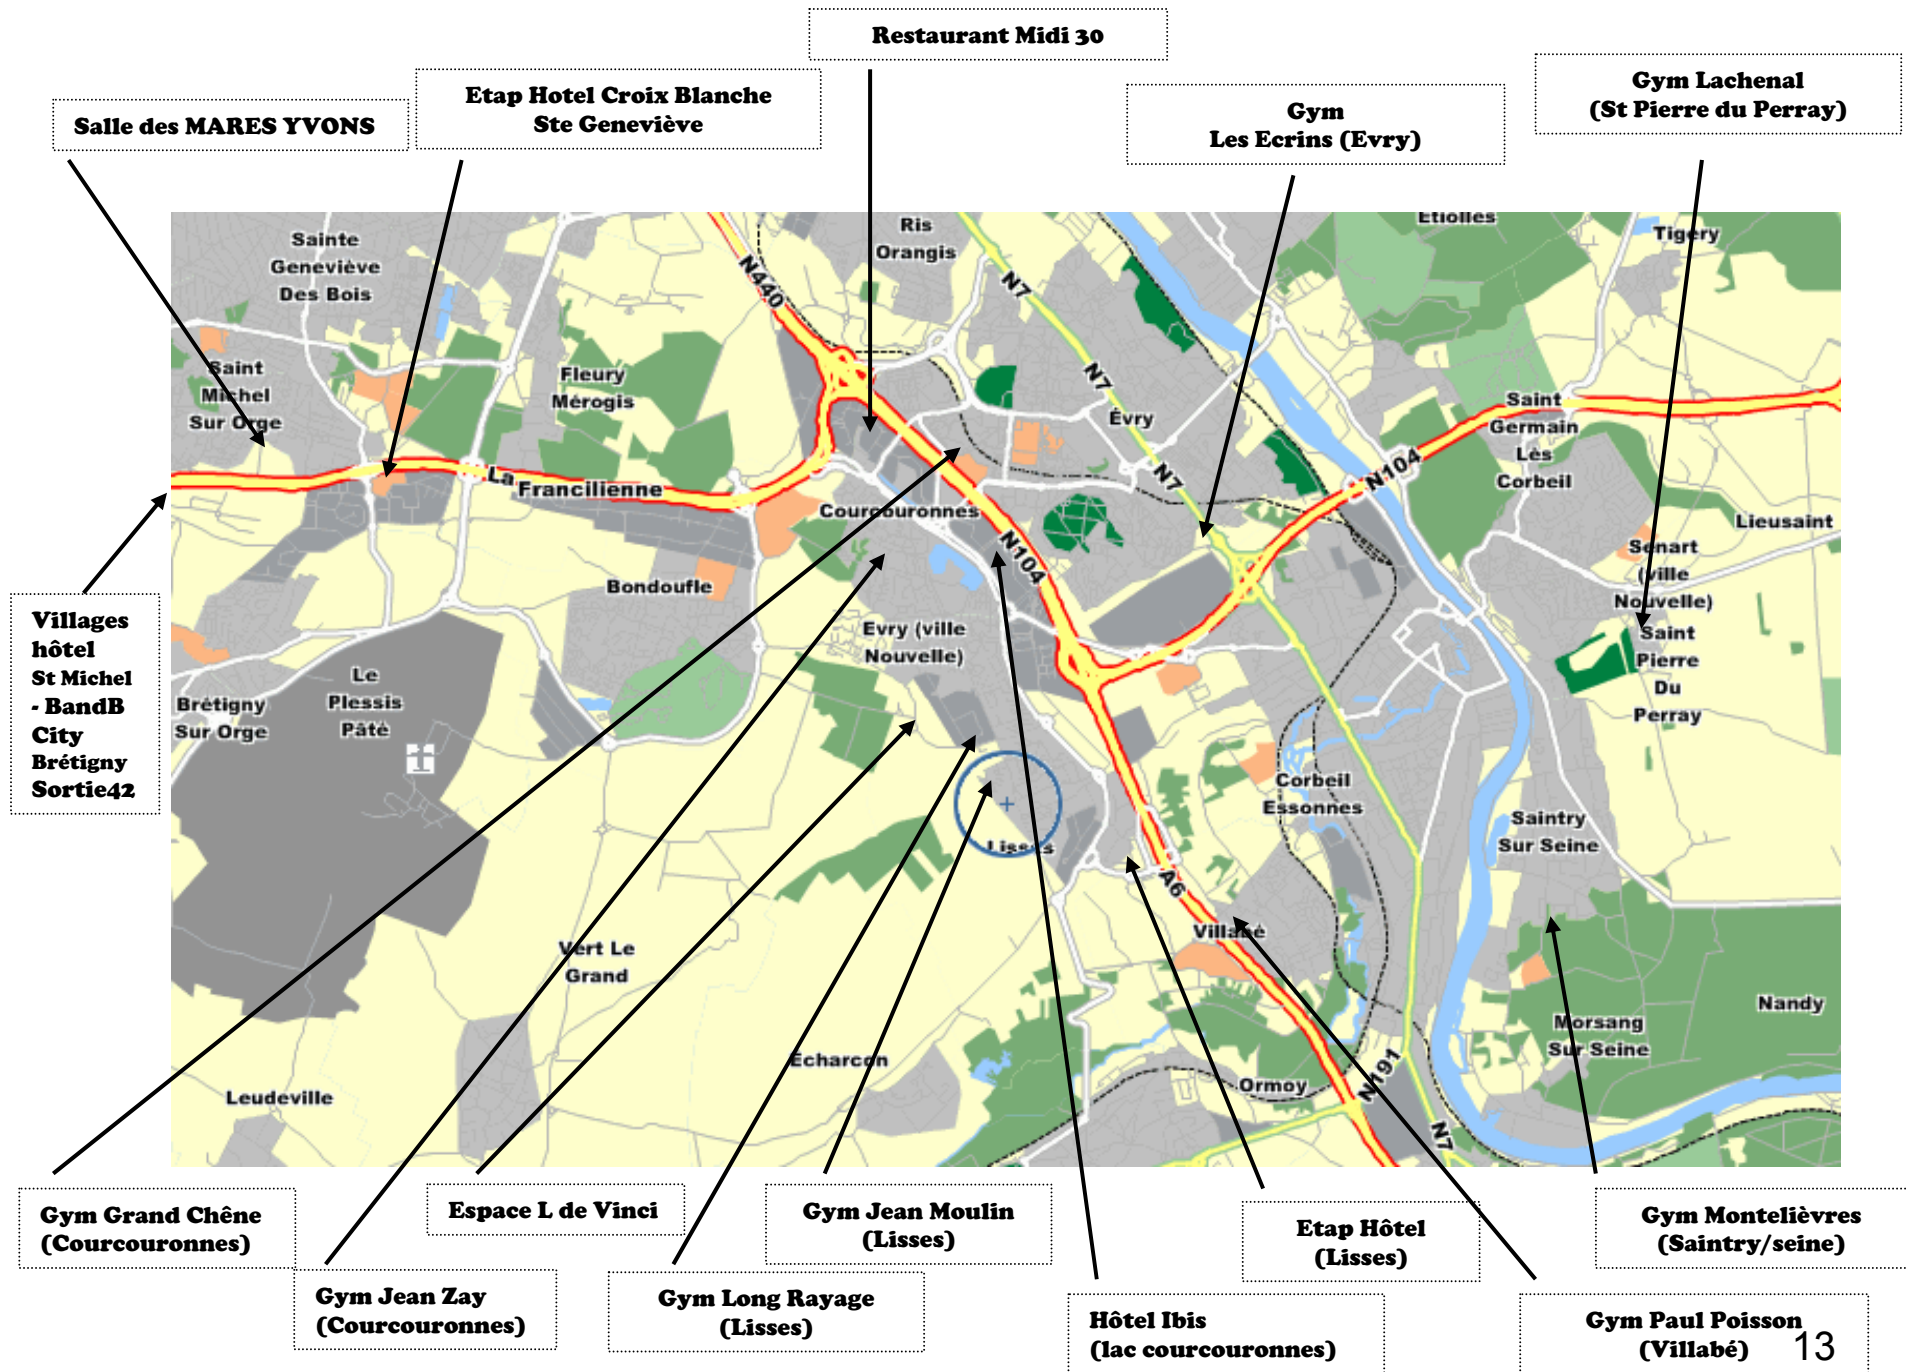 Restaurant Midi 30
Etap Hotel Croix Blanche
Ste Geneviève
Salle des MARES YVONS
Gym
Les Ecrins (Evry)
Gym Lachenal
(St Pierre du Perray)
Sainte
Geneviève
Des Bois
Ris
Orangis
Etiolles
Tigery
N440
N7
Saint
Michel
Sur Orge
Fleury
Mérogis
N7
Évry
Saint
Germain
Lès
Corbeil
La Francilienne
N7
N104
Courcouronnes
N104
Lieusaint
Senart
(ville
Nouvelle)
Bondoufle
Evry (ville
Nouvelle)
Saint
Pierre
Du
Perray
Villages
hôtel
St Michel
- BandB
City
Brétigny
Sortie42
Le
Plessis
Pâté
Brétigny
Sur Orge
Corbeil
Essonnes
Saintry
Sur Seine
Lisses
A6
Villabé
Vert Le
Grand
Nandy
Morsang
Sur Seine
Echarcon
Ormoy
N191
Leudeville
N7
Gym Grand Chêne
(Courcouronnes)
Espace L de Vinci
Gym Jean Moulin
(Lisses)
Etap Hôtel
(Lisses)
Gym Montelièvres
(Saintry/seine)
Gym Jean Zay
(Courcouronnes)
Gym Long Rayage
(Lisses)
Hôtel Ibis
(lac courcouronnes)
Gym Paul Poisson
(Villabé)
13